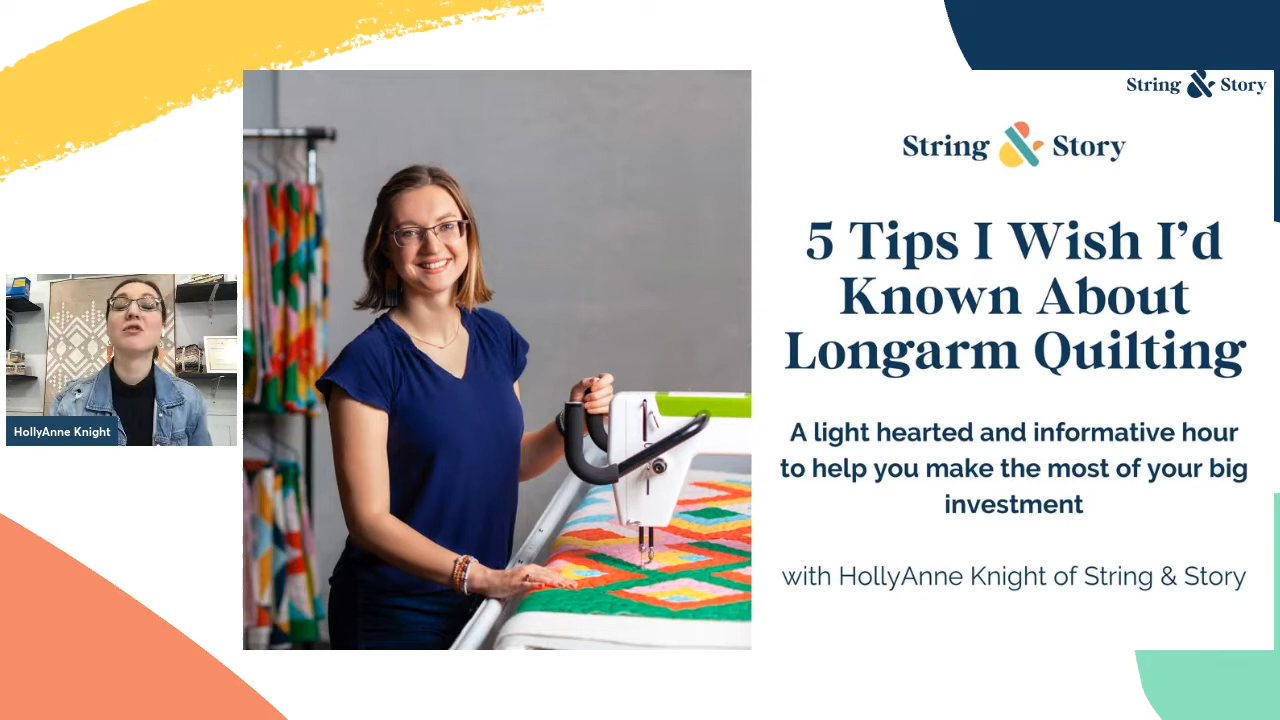 String & Story
String & Story
5 Tips I Wish I'd
Known About
Longarm Quilting
A light hearted and informative hour
to help you make the most of your big
investment
with HollyAnne Knight of String & Story
HollyAnne Knight